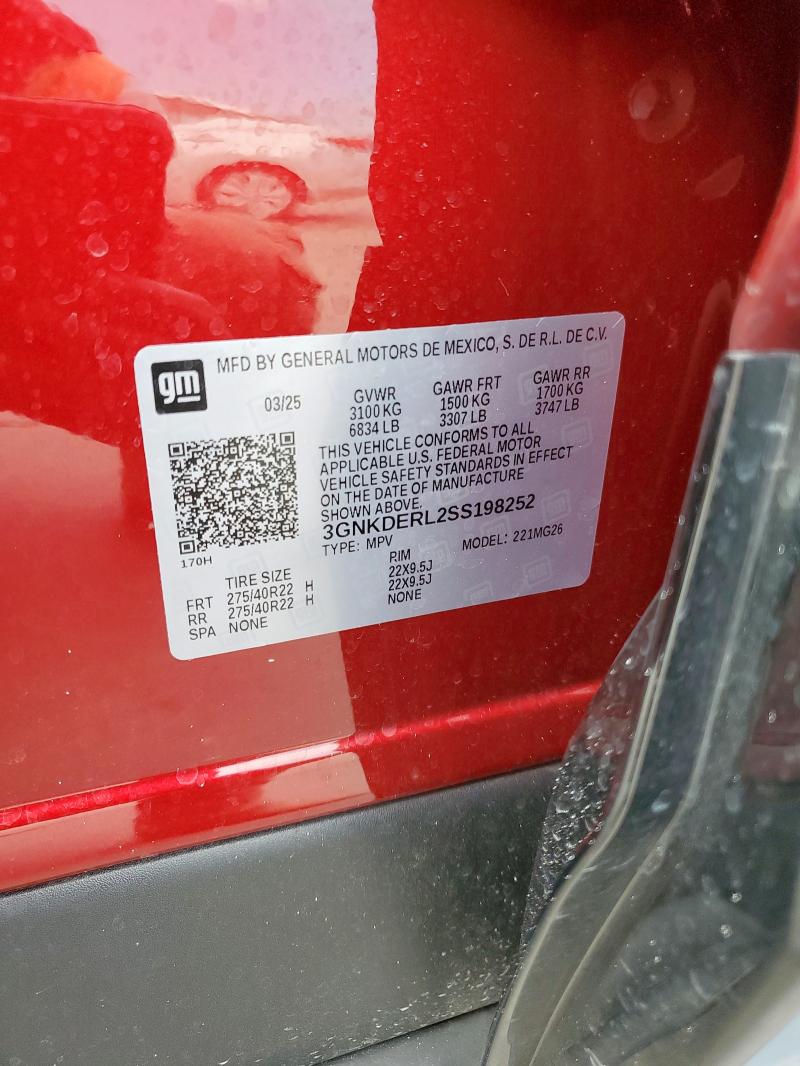 gm
MFD BY GENERAL MOTORS DE MEXICO, S. DE R.L. DE C.V.
03/25 GVWR GAWR FRT GAWR RR
3100 KG 1500 KG 1700 KG
6834 LB 3307 LB 3747 LB
THIS VEHICLE CONFORMS TO ALL
APPLICABLE U.S. FEDERAL MOTOR
VEHICLE SAFETY STANDARDS IN EFFECT
ON THE DATE OF MANUFACTURE
SHOWN ABOVE.
3GNKDERL2SS198252
TYPE: MPV MODEL: 221MG26
170H
TIRE SIZE RIM
FRT 275/40R22 H 22X9.5J
RR 275/40R22 H 22X9.5J
SPA NONE NONE